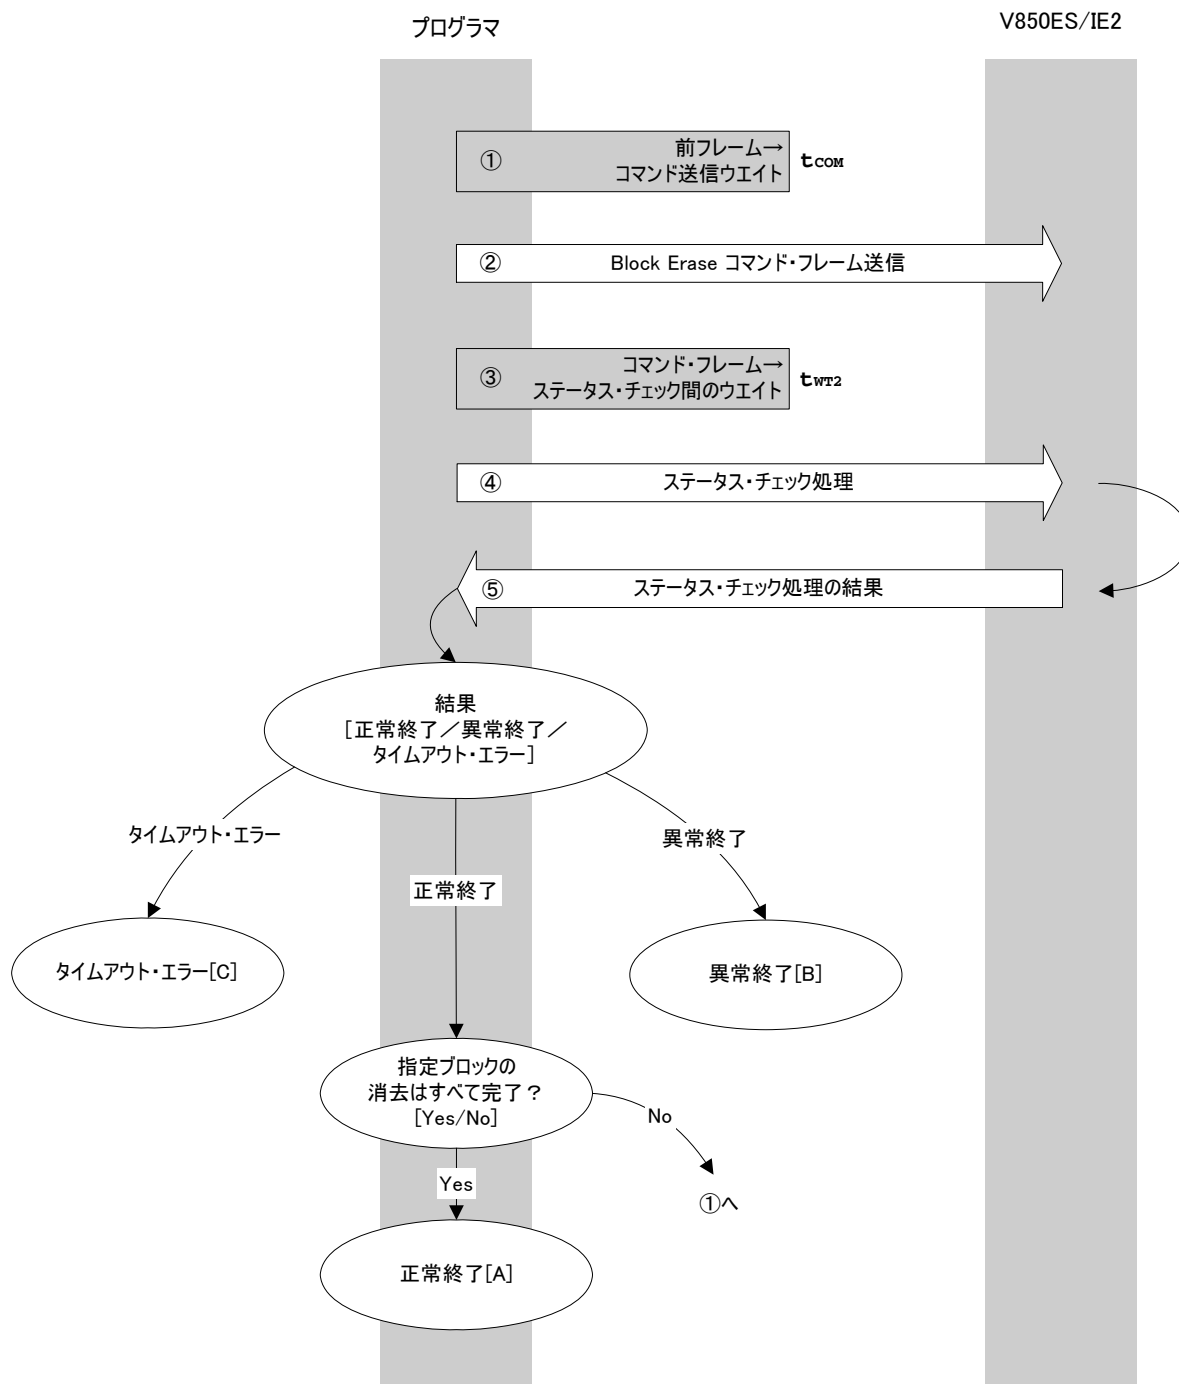 プログラマ
V850ES/IE2
① 前フレーム→
コマンド送信ウエイト
tCOM
② Block Erase コマンド・フレーム送信
③ コマンド・フレーム→
ステータス・チェック間のウエイト
tWT2
④ ステータス・チェック処理
⑤ ステータス・チェック処理の結果
結果
[正常終了／異常終了／
タイムアウト・エラー]
タイムアウト・エラー
異常終了
正常終了
タイムアウト・エラー[C]
異常終了[B]
指定ブロックの
消去はすべて完了？
[Yes/No]
No
Yes
①へ
正常終了[A]